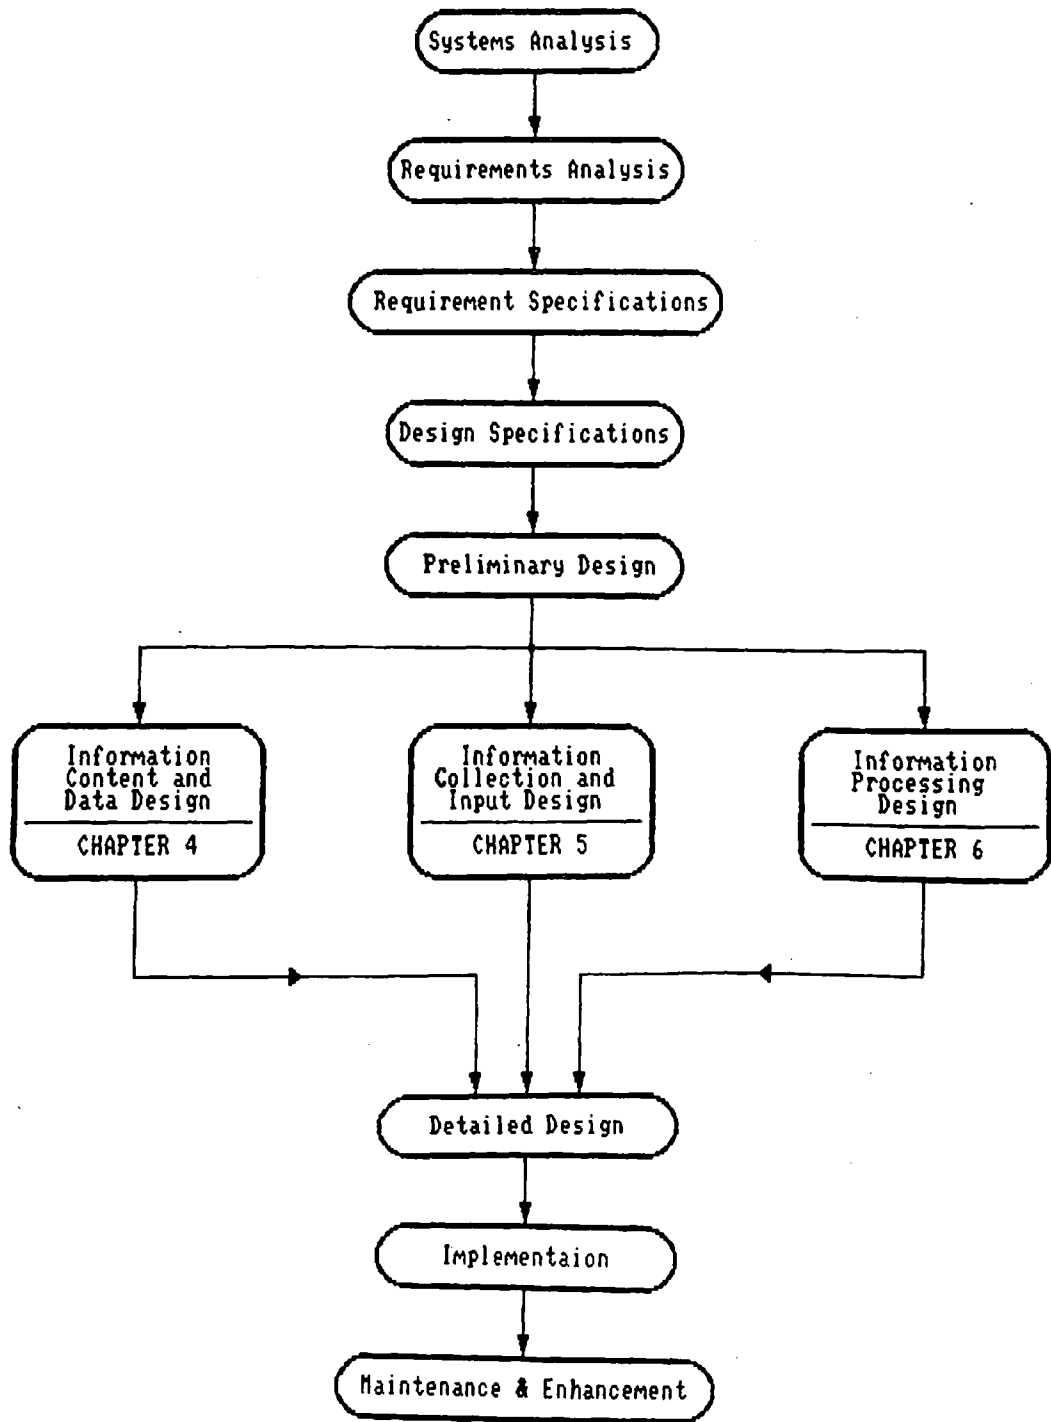 Systems Analysis
Requirements Analysis
Requirement Specifications
Design Specifications
Preliminary Design
Information
Content and
Data Design
CHAPTER 4
Information
Collection and
Input Design
CHAPTER 5
Information
Processing
Design
CHAPTER 6
Detailed Design
Implementaion
Maintenance & Enhancement